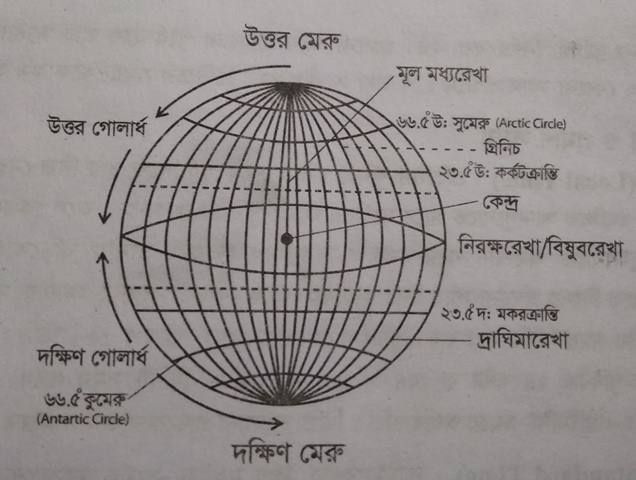 উত্তর মেরু
মূল মধ্যরেখা
উত্তর গোলার্ধ
৬৬.৫° উ: সুমেরু (Arctic Circle)
গ্রিনিচ
২৩.৫° উ: কর্কটক্রান্তি
কেন্দ্র
নিরক্ষরেখা/বিষুবরেখা
২৩.৫° দ: মকরক্রান্তি
দ্রাঘিমারেখা
দক্ষিণ গোলার্ধ
৬৬.৫° কুমেরু
(Antartic Circle)
দক্ষিণ মেরু